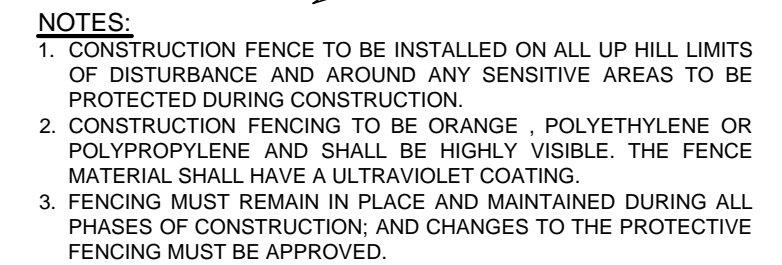 NOTES:
1. CONSTRUCTION FENCE TO BE INSTALLED ON ALL UP HILL LIMITS
OF DISTURBANCE AND AROUND ANY SENSITIVE AREAS TO BE
PROTECTED DURING CONSTRUCTION.
2. CONSTRUCTION FENCING TO BE ORANGE , POLYETHYLENE OR
POLYPROPYLENE AND SHALL BE HIGHLY VISIBLE. THE FENCE
MATERIAL SHALL HAVE A ULTRAVIOLET COATING.
3. FENCING MUST REMAIN IN PLACE AND MAINTAINED DURING ALL
PHASES OF CONSTRUCTION; AND CHANGES TO THE PROTECTIVE
FENCING MUST BE APPROVED.